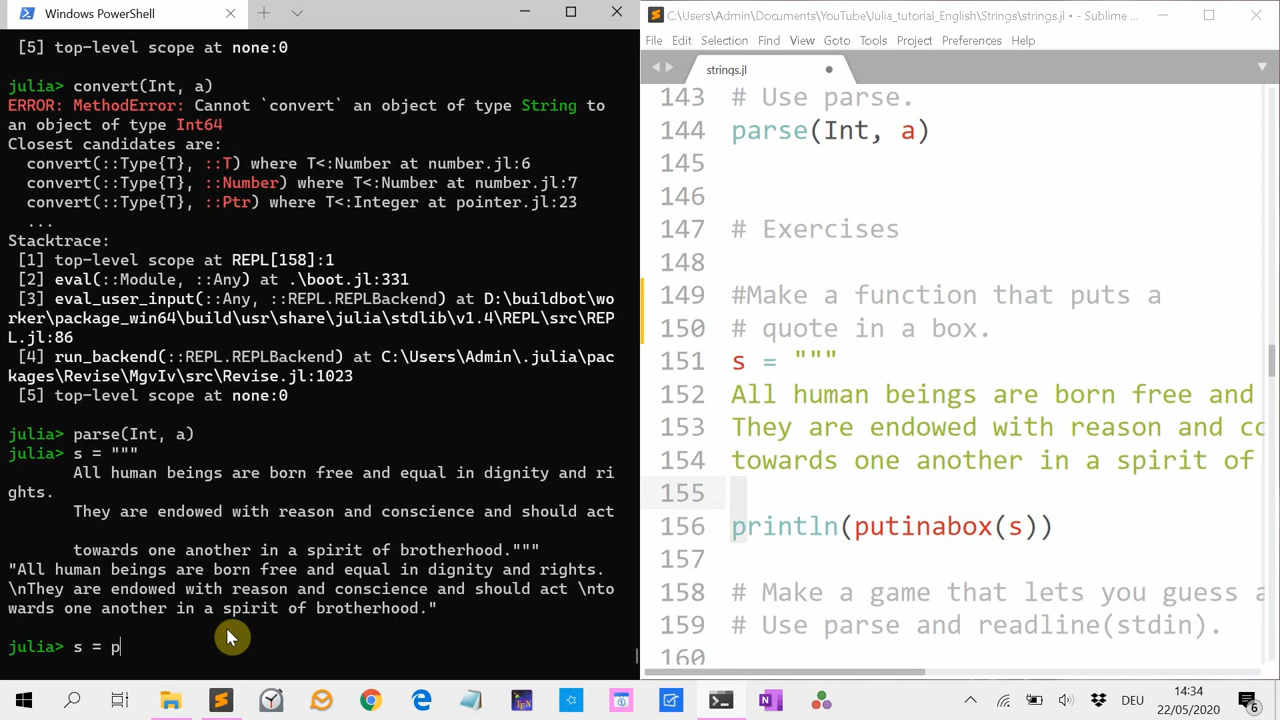 Windows PowerShell
[5] top-level scope at none:0
julia> convert(Int, a)
ERROR: MethodError: Cannot `convert` an object of type String to
an object of type Int64
Closest candidates are:
convert(::Type{T}, ::T) where T<:Number at number.jl:6
convert(::Type{T}, ::Number) where T<:Number at number.jl:7
convert(::Type{T}, ::Ptr) where T<:Integer at pointer.jl:23
...
Stacktrace:
[1] top-level scope at REPL[158]:1
[2] eval(::Module, ::Any) at .\boot.jl:331
[3] eval_user_input(::Any, ::REPL.REPLBackend) at D:\buildbot\wo
rker\package_win64\build\usr\share\julia\stdlib\v1.4\REPL\src\REP
L.jl:86
[4] run_backend(::REPL.REPLBackend) at C:\Users\Admin\.julia\pac
kages\Revise\MgvIv\src\Revise.jl:1023
[5] top-level scope at none:0
julia> parse(Int, a)
julia> s = """
All human beings are born free and equal in dignity and ri
ghts.
They are endowed with reason and conscience and should act
towards one another in a spirit of brotherhood."""
"All human beings are born free and equal in dignity and rights.
\nThey are endowed with reason and conscience and should act \nto
wards one another in a spirit of brotherhood."
julia> s = p
C:\Users\Admin\Documents\YouTube\Julia_tutorial_English\Strings\strings.jl • - Sublime ...
File Edit Selection Find View Goto Tools Project Preferences Help
strings.jl
143 # Use parse.
144 parse(Int, a)
145
146
147 # Exercises
148
149 #Make a function that puts a
150 # quote in a box.
151 s = """
152 All human beings are born free and
153 They are endowed with reason and co
154 towards one another in a spirit of
155
156 println(putinabox(s))
157
158 # Make a game that lets you guess a
159 # Use parse and readline(stdin).
160
DEU
14:34
22/05/2020
6